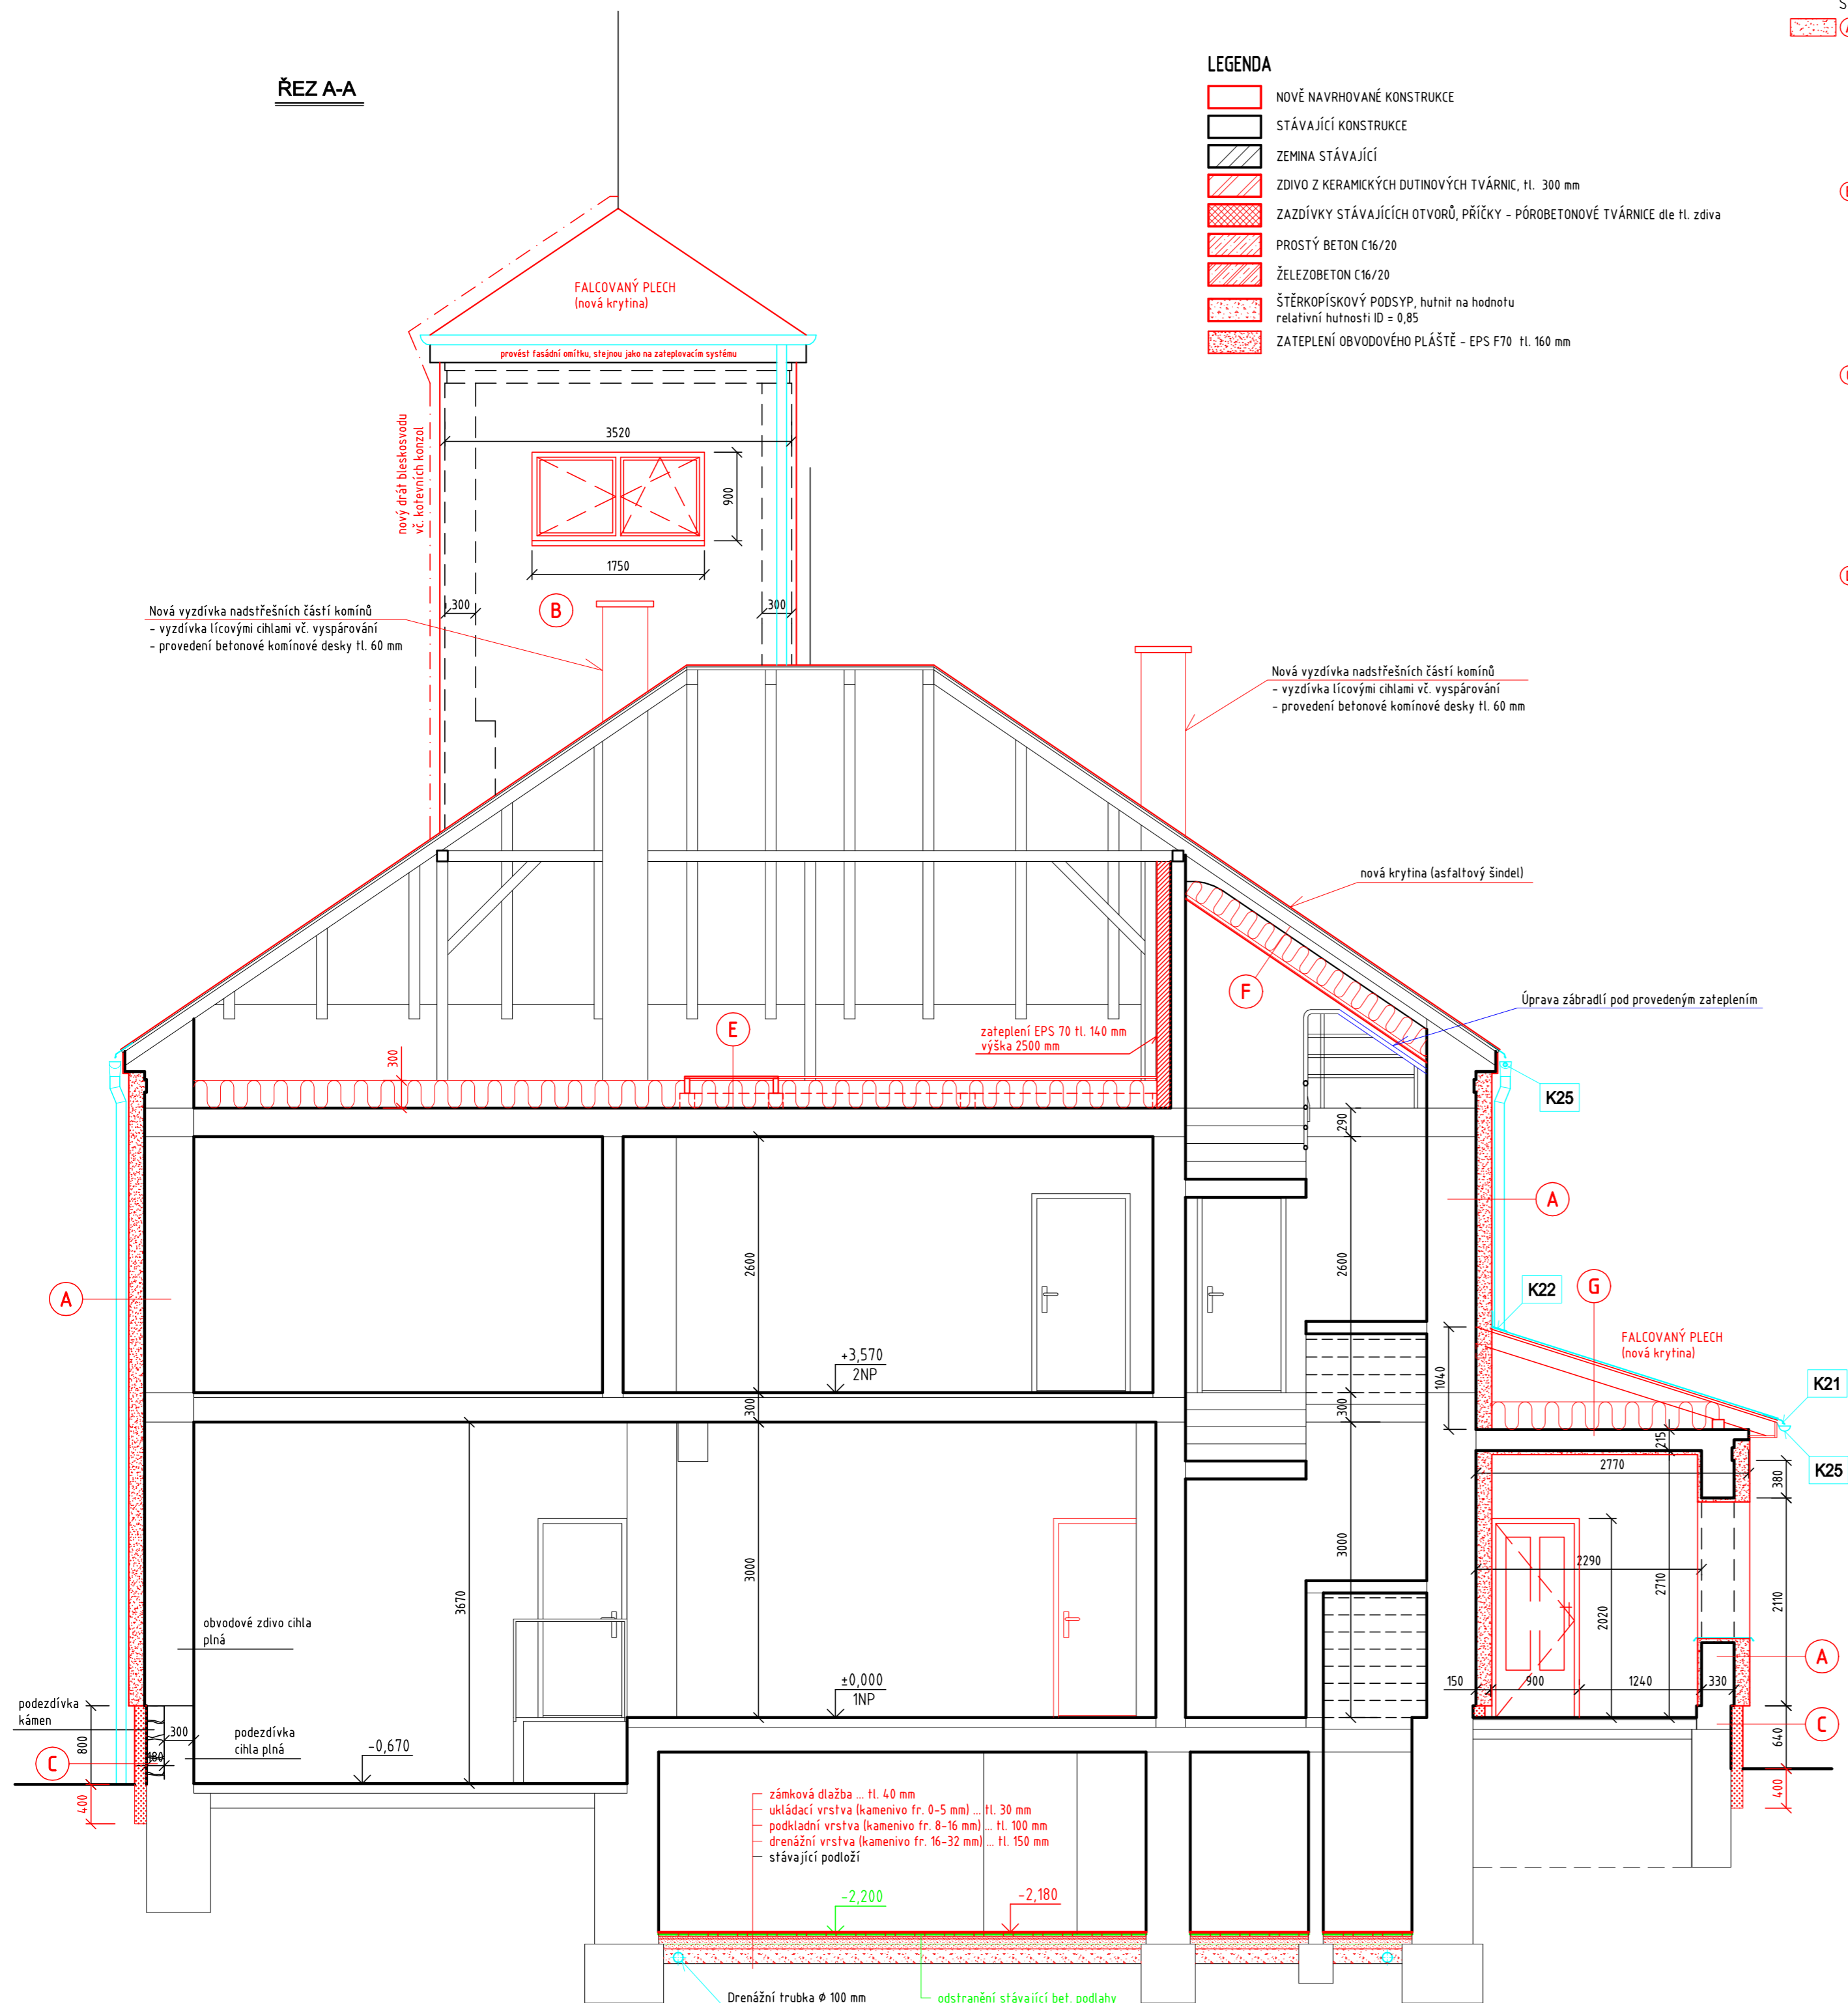 ŘEZ A-A
LEGENDA
NOVĚ NAVRHOVANÉ KONSTRUKCE
STÁVAJÍCÍ KONSTRUKCE
ZEMINA STÁVAJÍCÍ
ZDIVO Z KERAMICKÝCH DUTINOVÝCH TVÁRNIC, tl. 300 mm
ZAZDÍVKY STÁVAJÍCÍCH OTVORŮ, PŘÍČKY - PÓROBETONOVÉ TVÁRNICE dle tl. zdiva
PROSTÝ BETON C16/20
ŽELEZOBETON C16/20
ŠTĚRKOPÍSKOVÝ PODSYP, hutnit na hodnotu
relativní hutnosti ID = 0,85
ZATEPLENÍ OBVODOVÉHO PLÁŠTĚ - EPS F70 tl. 160 mm
FALCOVANÝ PLECH
(nová krytina)
provést fasádní omítku, stejnou jako na zateplovacím systému
nový drát bleskosvodu
vč. kotevních konzol
3520
900
1750
300
300
B
Nová vyzdívka nadstřešních částí komínů
- vyzdívka lícovými cihlami vč. vyspárování
- provedení betonové komínové desky tl. 60 mm
Nová vyzdívka nadstřešních částí komínů
- vyzdívka lícovými cihlami vč. vyspárování
- provedení betonové komínové desky tl. 60 mm
nová krytina (asfaltový šindel)
F
Úprava zábradlí pod provedeným zateplením
E
zateplení EPS 70 tl. 140 mm
výška 2500 mm
300
K25
290
A
2600
2600
A
K22
G
FALCOVANÝ PLECH
(nová krytina)
+3,570
2NP
1040
K21
300
300
215
2770
380
K25
3670
3000
3000
2290
2710
2020
2110
obvodové zdivo cihla
plná
A
±0,000
1NP
150
900
1240
330
podezdívka
kámen
300
podezdívka
cihla plná
800
180
C
-0,670
C
640
400
400
zámková dlažba ... tl. 40 mm
ukládací vrstva (kamenivo fr. 0-5 mm) ... tl. 30 mm
podkladní vrstva (kamenivo fr. 8-16 mm) ... tl. 100 mm
drenážní vrstva (kamenivo fr. 16-32 mm) ... tl. 150 mm
stávající podloží
-2,200
-2,180
Drenážní trubka φ 100 mm
odstranění stávající bet. podlahy